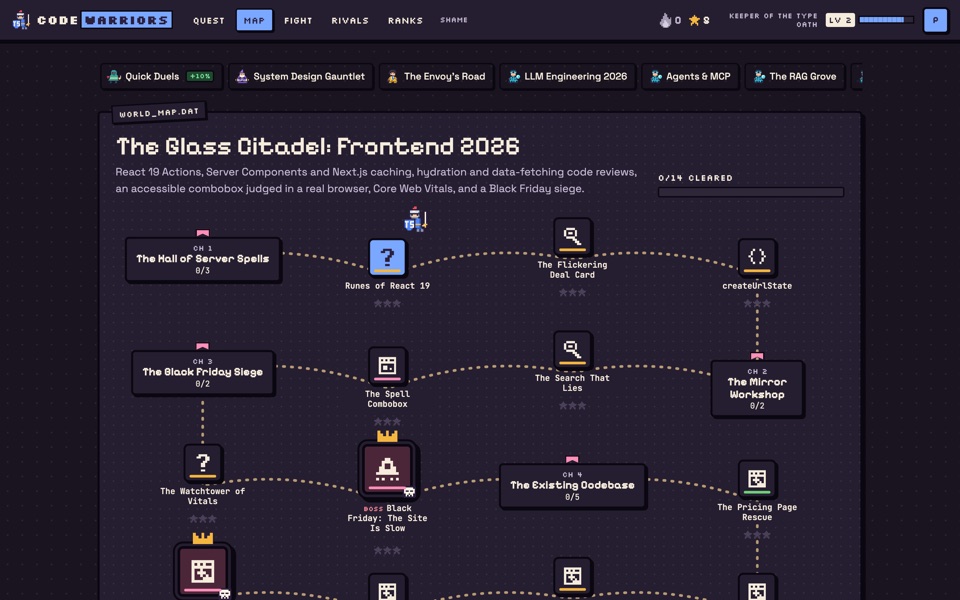 CODE WARRIORS
QUEST
MAP
FIGHT
RIVALS
RANKS
SHAME
0
8
KEEPER OF THE TYPE
OATH
LV 2
P
Quick Duels
+10%
System Design Gauntlet
The Envoy's Road
LLM Engineering 2026
Agents & MCP
The RAG Grove
WORLD_MAP.DAT
The Glass Citadel: Frontend 2026
React 19 Actions, Server Components and Next.js caching, hydration and data-fetching code reviews,
an accessible combobox judged in a real browser, Core Web Vitals, and a Black Friday siege.
0/14 CLEARED
TS
CH 1
The Hall of Server Spells
0/3
?
Runes of React 19
The Flickering
Deal Card
{}
createUrlState
CH 3
The Black Friday Siege
0/2
The Spell
Combobox
The Search That
Lies
CH 2
The Mirror
Workshop
0/2
?
The Watchtower of
Vitals
BOSS Black
Friday: The Site
Is Slow
CH 4
The Existing Codebase
0/5
The Pricing Page
Rescue